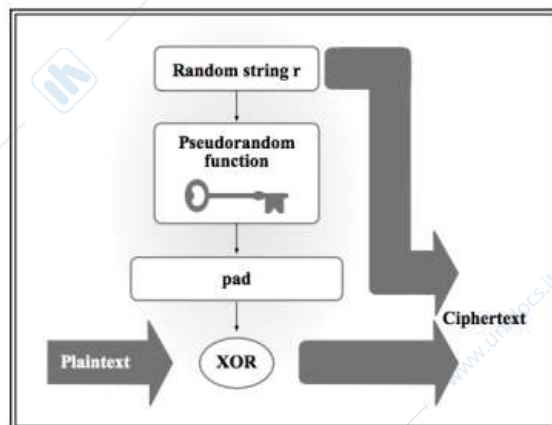 Random string r
Pseudorandom
function
pad
Ciphertext
Plaintext
XOR